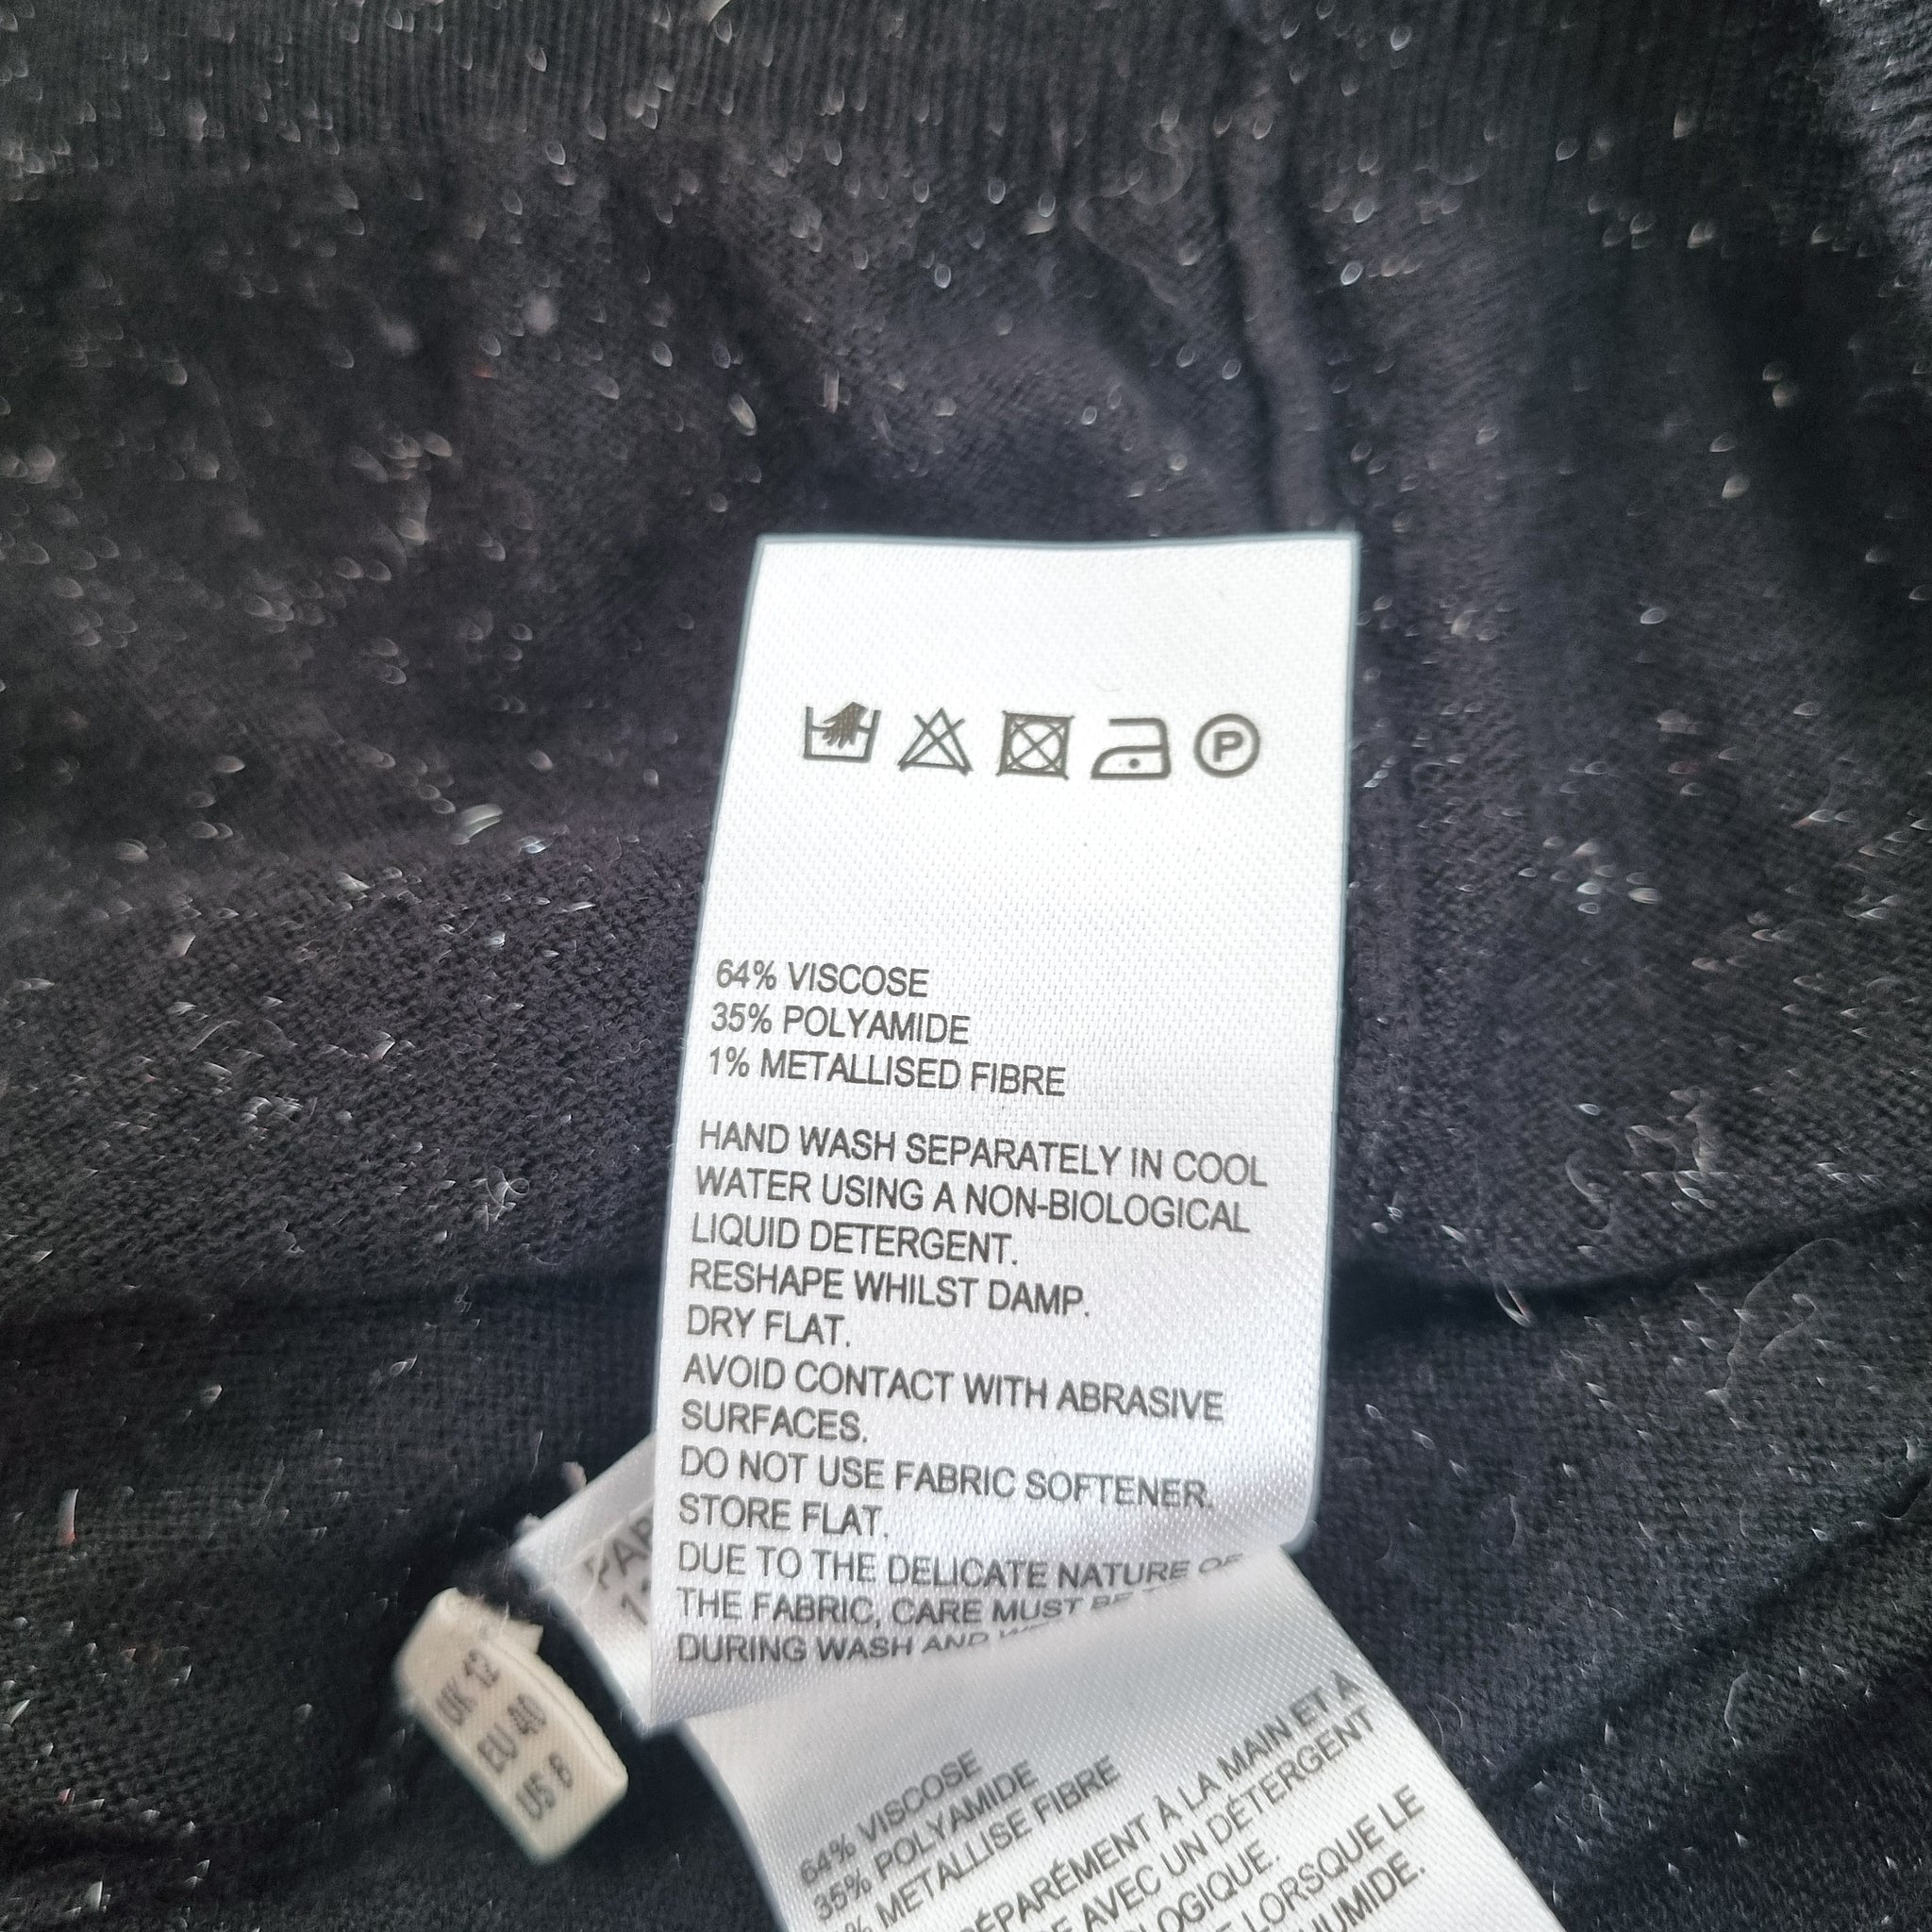 P
64% VISCOSE
35% POLYAMIDE
1% METALLISED FIBRE
HAND WASH SEPARATELY IN COOL
WATER USING A NON-BIOLOGICAL
LIQUID DETERGENT.
RESHAPE WHILST DAMP.
DRY FLAT.
AVOID CONTACT WITH ABRASIVE
SURFACES.
DO NOT USE FABRIC SOFTENER.
STORE FLAT.
DUE TO THE DELICATE NATURE OF
THE FABRIC, CARE MUST BE
DURING WASH AND
UK 12
EU 40
US 8
64% VISCOSE
35% POLYAMIDE
METALLISE FIBRE
À LA MAIN ET À
AVEC UN DÉTERGENT
LORSQUE LE
HUMIDE.